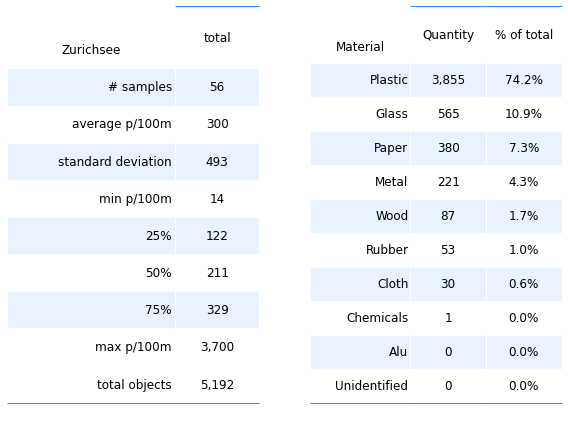 Zurichsee total
# samples 56
average p/100m 300
standard deviation 493
min p/100m 14
25% 122
50% 211
75% 329
max p/100m 3,700
total objects 5,192
Material Quantity % of total
Plastic 3,855 74.2%
Glass 565 10.9%
Paper 380 7.3%
Metal 221 4.3%
Wood 87 1.7%
Rubber 53 1.0%
Cloth 30 0.6%
Chemicals 1 0.0%
Alu 0 0.0%
Unidentified 0 0.0%